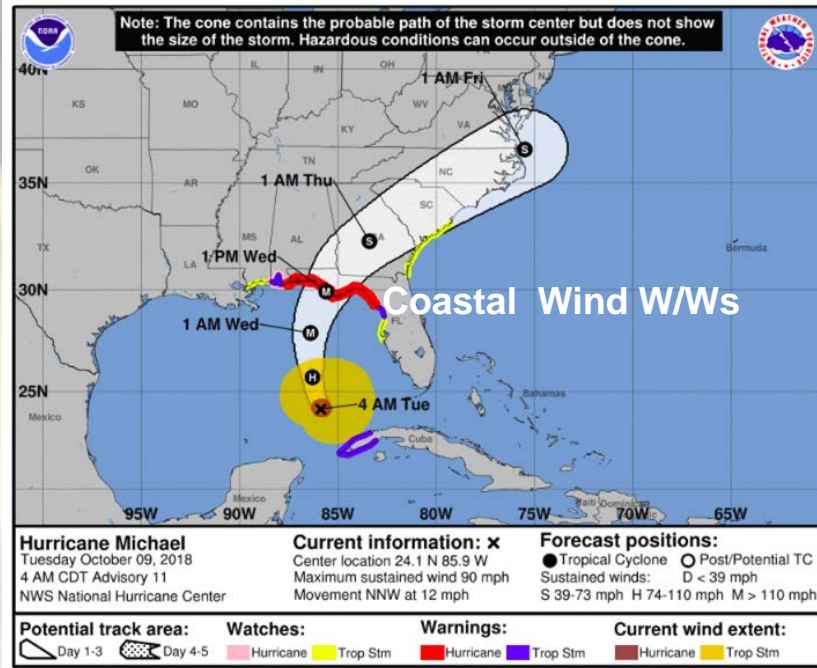 Note: The cone contains the probable path of the storm center but does not show
the size of the storm. Hazardous conditions can occur outside of the cone.
NOAA
NATIONAL WEATHER SERVICE
40N
35N
30N
25N
1 AM Fri
1 AM Thu
1 PM Wed
1 AM Wed
4 AM Tue
S
S
M
M
H
Coastal Wind W/Ws
KS
MO
IL
IN
OH
WV
VA
KY
NJ
DE
OK
AR
TN
NC
SC
TX
LA
MS
AL
GA
FL
Bermuda
Bahamas
Cuba
Mexico
Mexico
Haiti
Dominican
95W
90W
85W
80W
75W
70W
65W
Hurricane Michael
Tuesday October 09, 2018
4 AM CDT Advisory 11
NWS National Hurricane Center
Current information: x
Center location 24.1 N 85.9 W
Maximum sustained wind 90 mph
Movement NNW at 12 mph
Forecast positions:
Tropical Cyclone Post/Potential TC
Sustained winds: D < 39 mph
S 39-73 mph H 74-110 mph M > 110 mph
Potential track area:
Day 1-3 Day 4-5
Watches:
Hurricane Trop Stm
Warnings:
Hurricane Trop Stm
Current wind extent:
Hurricane Trop Stm